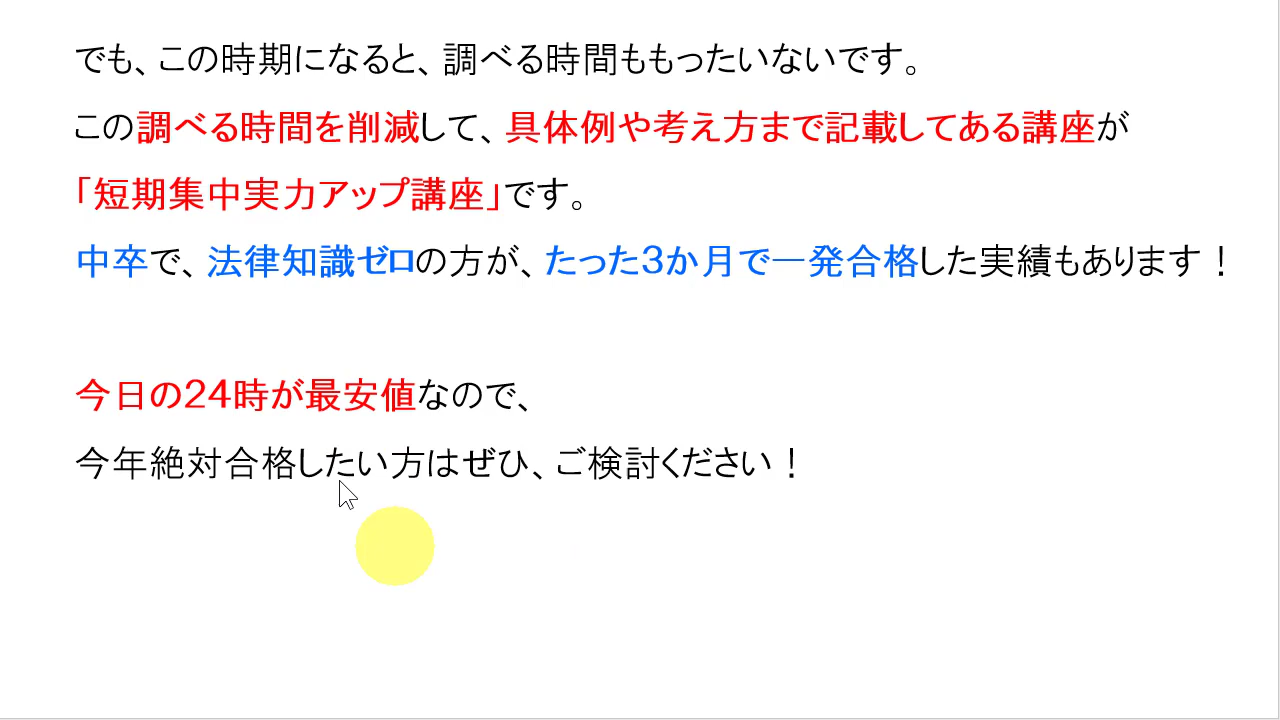 でも、この時期になると、調べる時間ももったいないです。
この調べる時間を削減して、具体例や考え方まで記載してある講座が
「短期集中実力アップ講座」です。
中卒で、法律知識ゼロの方が、たった3か月で一発合格した実績もあります！
今日の24時が最安値なので、
今年絶対合格したい方はぜひ、ご検討ください！